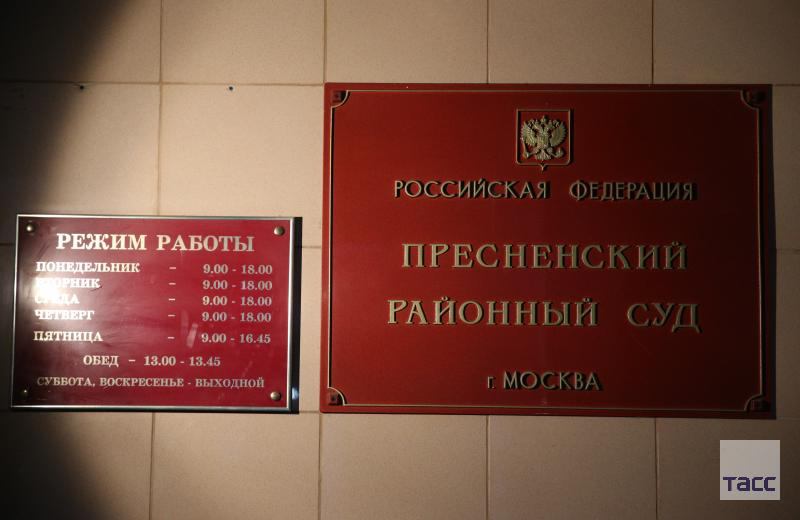 РЕЖИМ РАБОТЫ
ПОНЕДЕЛЬНИК - 9.00 - 18.00
ВТОРНИК - 9.00 - 18.00
СРЕДА - 9.00 - 18.00
ЧЕТВЕРГ - 9.00 - 18.00
ПЯТНИЦА - 9.00 - 16.45
ОБЕД - 13.00 - 13.45
СУББОТА, ВОСКРЕСЕНЬЕ - ВЫХОДНОЙ
РОССИЙСКАЯ ФЕДЕРАЦИЯ
ПРЕСНЕНСКИЙ
РАЙОННЫЙ СУД
г. МОСКВА
ТАСС